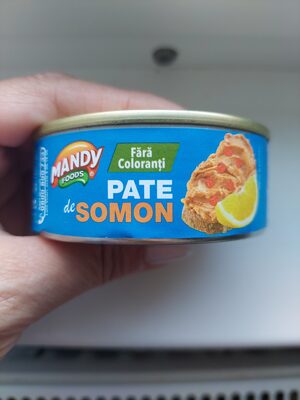 MANDY
FOODS
Fără
Coloranți
PATE
de SOMON